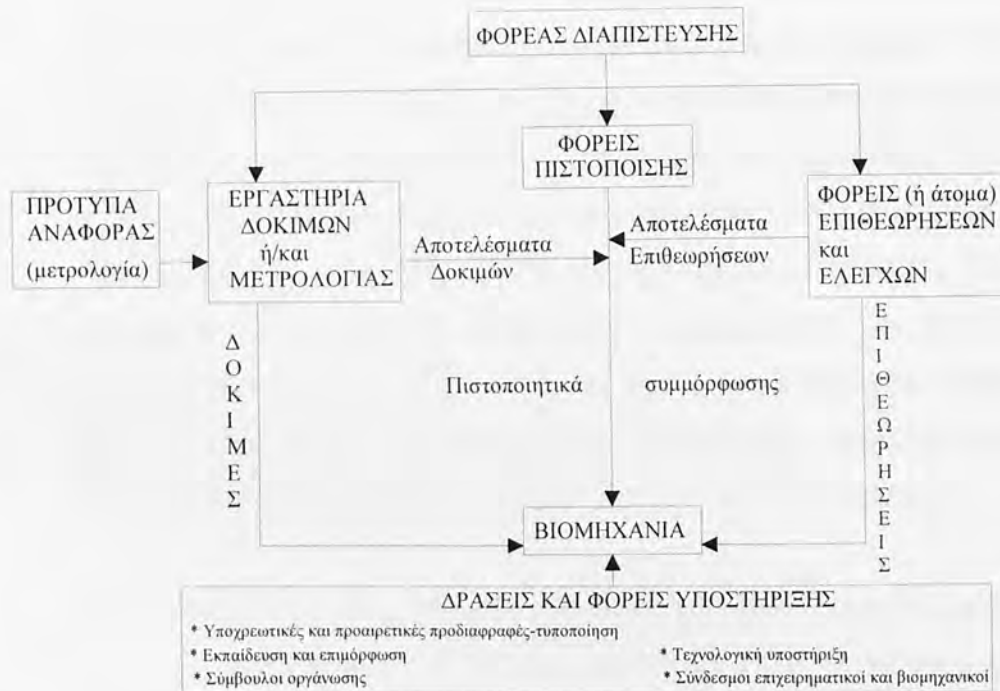 ΦΟΡΕΑΣ ΔΙΑΠΙΣΤΕΥΣΗΣ
ΦΟΡΕΙΣ
ΠΙΣΤΟΠΟΙΣΗΣ
ΠΡΟΤΥΠΑ
ΑΝΑΦΟΡΑΣ
(μετρολογία)
ΕΡΓΑΣΤΗΡΙΑ
ΔΟΚΙΜΩΝ
ή/και
ΜΕΤΡΟΛΟΓΙΑΣ
Αποτελέσματα
Δοκιμών
Αποτελέσματα
Επιθεωρήσεων
ΦΟΡΕΙΣ (ή άτομα)
ΕΠΙΘΕΩΡΗΣΕΩΝ
και
ΕΛΕΓΧΩΝ
ΔΟΚΙΜΕΣ
Πιστοποιητικά συμμόρφωσης
ΕΠΙΘΕΩΡΗΣΕΙΣ
ΒΙΟΜΗΧΑΝΙΑ
ΔΡΑΣΕΙΣ ΚΑΙ ΦΟΡΕΙΣ ΥΠΟΣΤΗΡΙΞΗΣ
* Υποχρεωτικές και προαιρετικές προδιαφραφές-τυποποίηση
* Εκπαίδευση και επιμόρφωση
* Τεχνολογική υποστήριξη
* Σύμβουλοι οργάνωσης
* Σύνδεσμοι επιχειρηματικοί και βιομηχανικοί